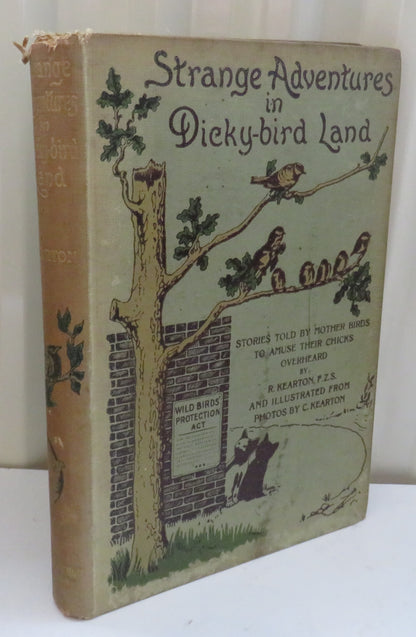 Strange Adventures
in
Dicky-bird Land
STORIES TOLD BY MOTHER BIRDS
TO AMUSE THEIR CHICKS
OVERHEARD
BY
R. KEARTON, F.Z.S.
AND ILLUSTRATED FROM
PHOTOS BY C. KEARTON
WILD BIRDS'
PROTECTION
ACT